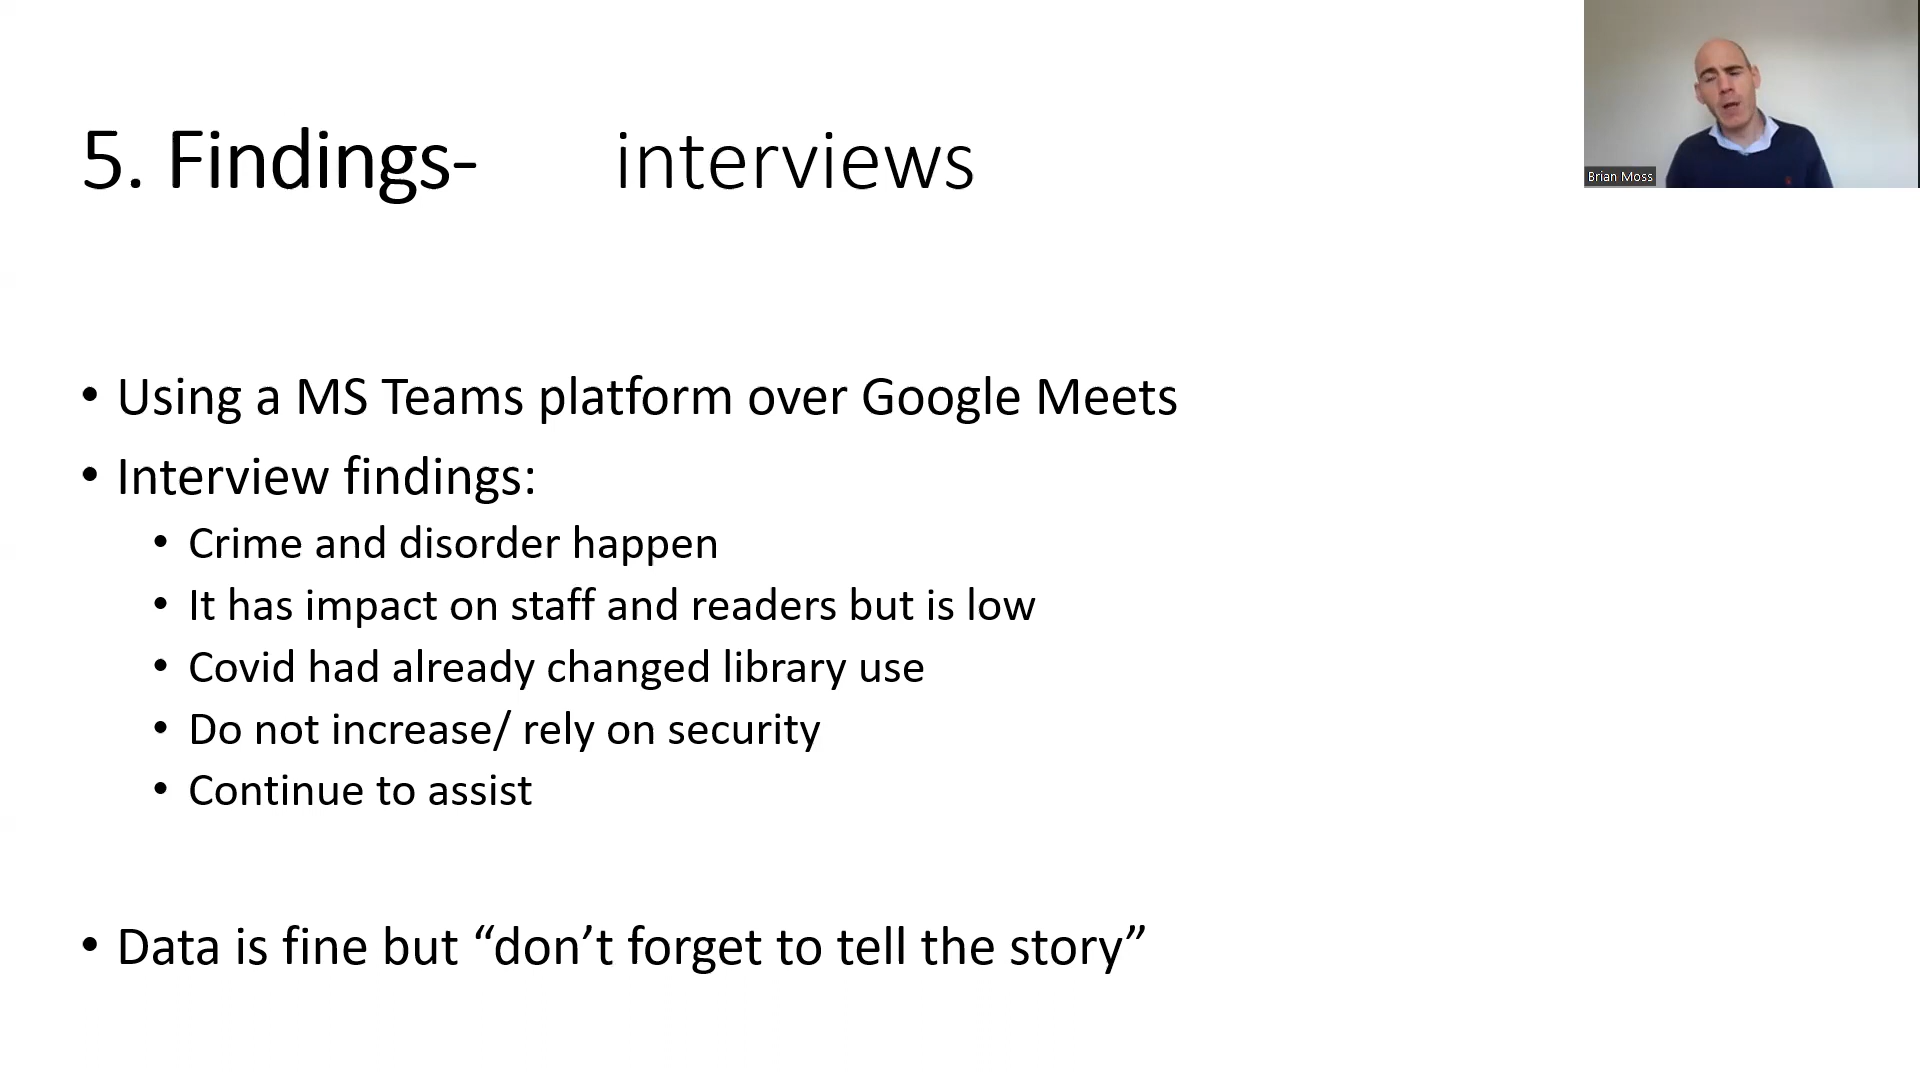 5. Findings- interviews
Brian Moss
• Using a MS Teams platform over Google Meets
• Interview findings:
• Crime and disorder happen
• It has impact on staff and readers but is low
• Covid had already changed library use
• Do not increase/ rely on security
• Continue to assist
• Data is fine but “don’t forget to tell the story”